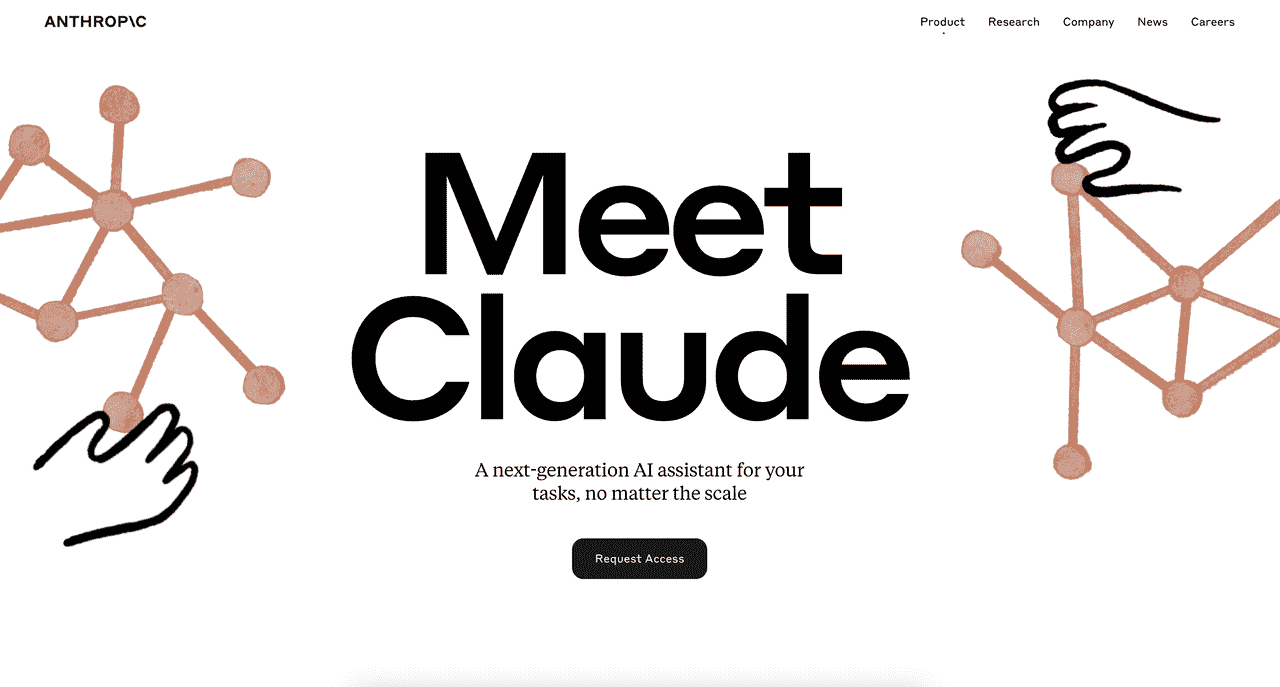 ANTHROP\C
Product Research Company News Careers
Meet
Claude
A next-generation AI assistant for your
tasks, no matter the scale
Request Access